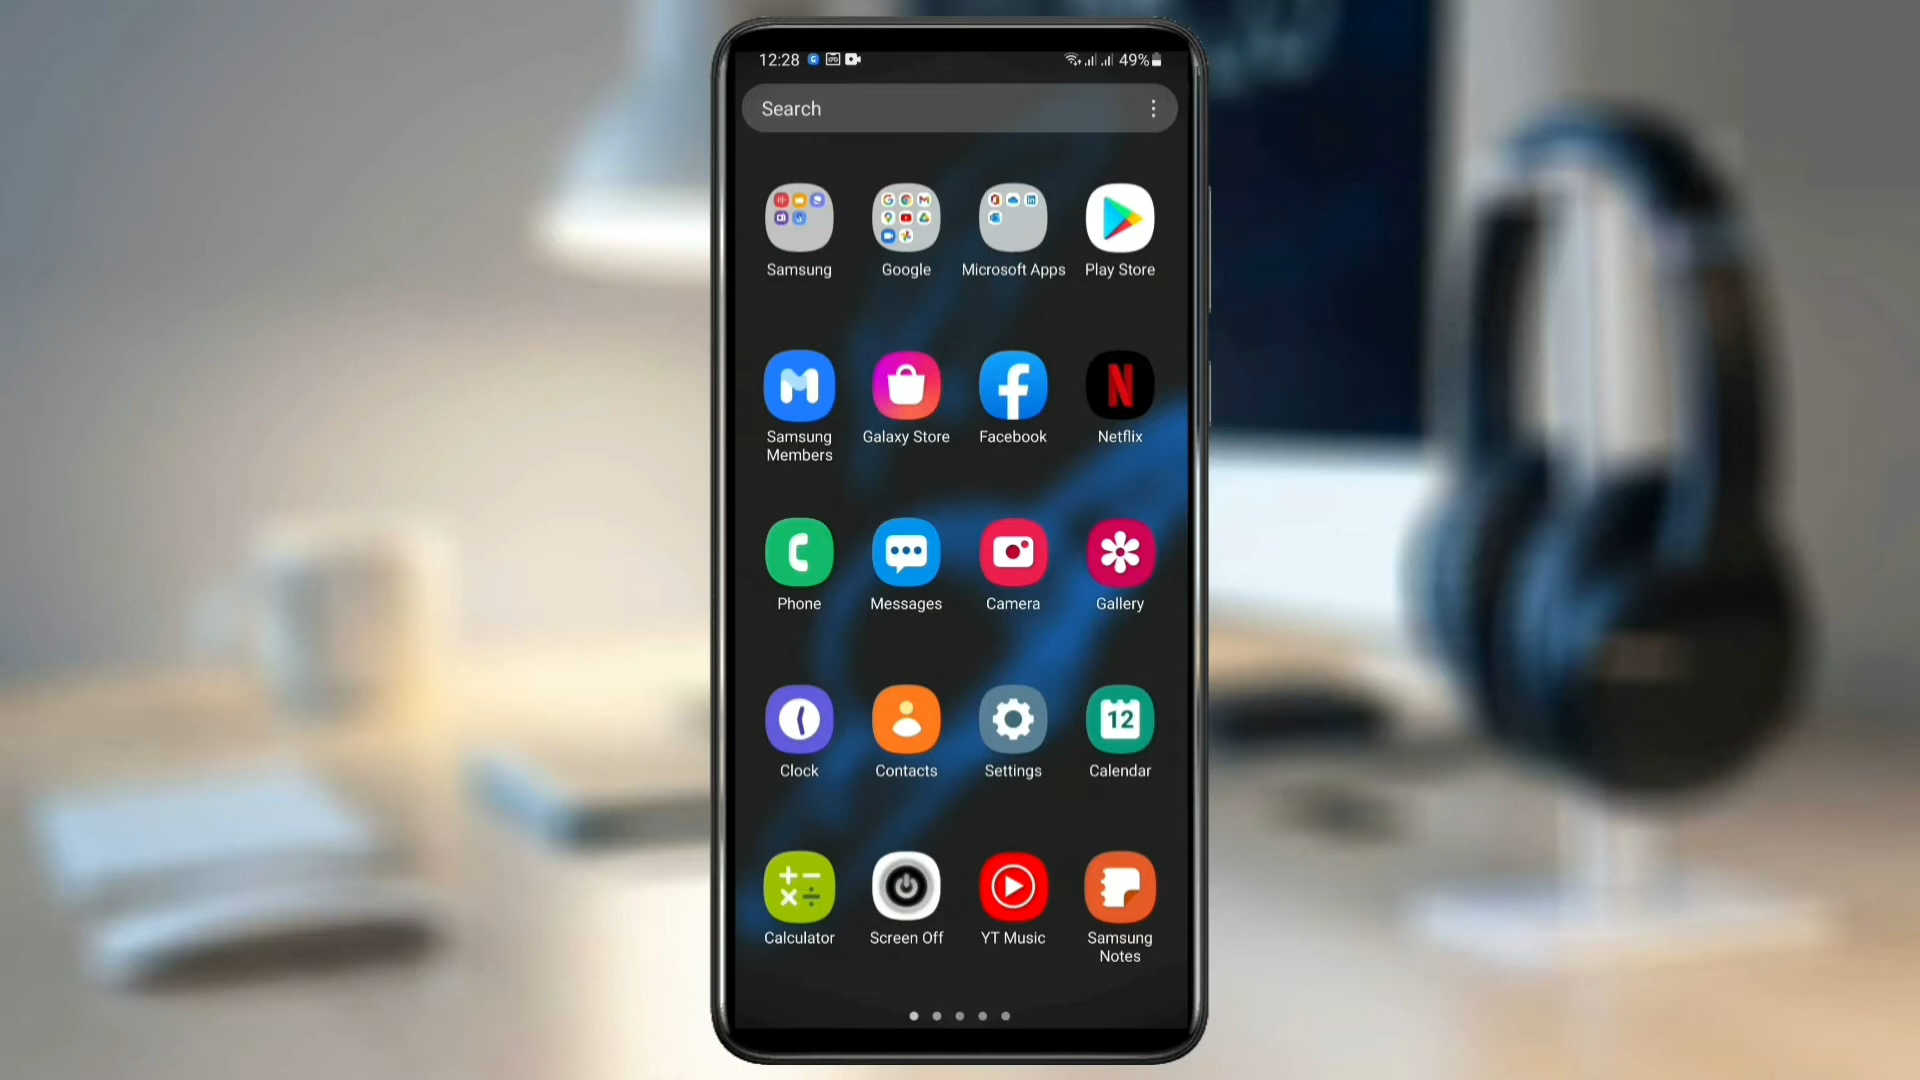 12:28
49%
Search
Samsung
Google
Microsoft Apps
Play Store
Samsung
Members
Galaxy Store
Facebook
Netflix
Phone
Messages
Camera
Gallery
Clock
Contacts
Settings
12
Calendar
Calculator
Screen Off
YT Music
Samsung
Notes